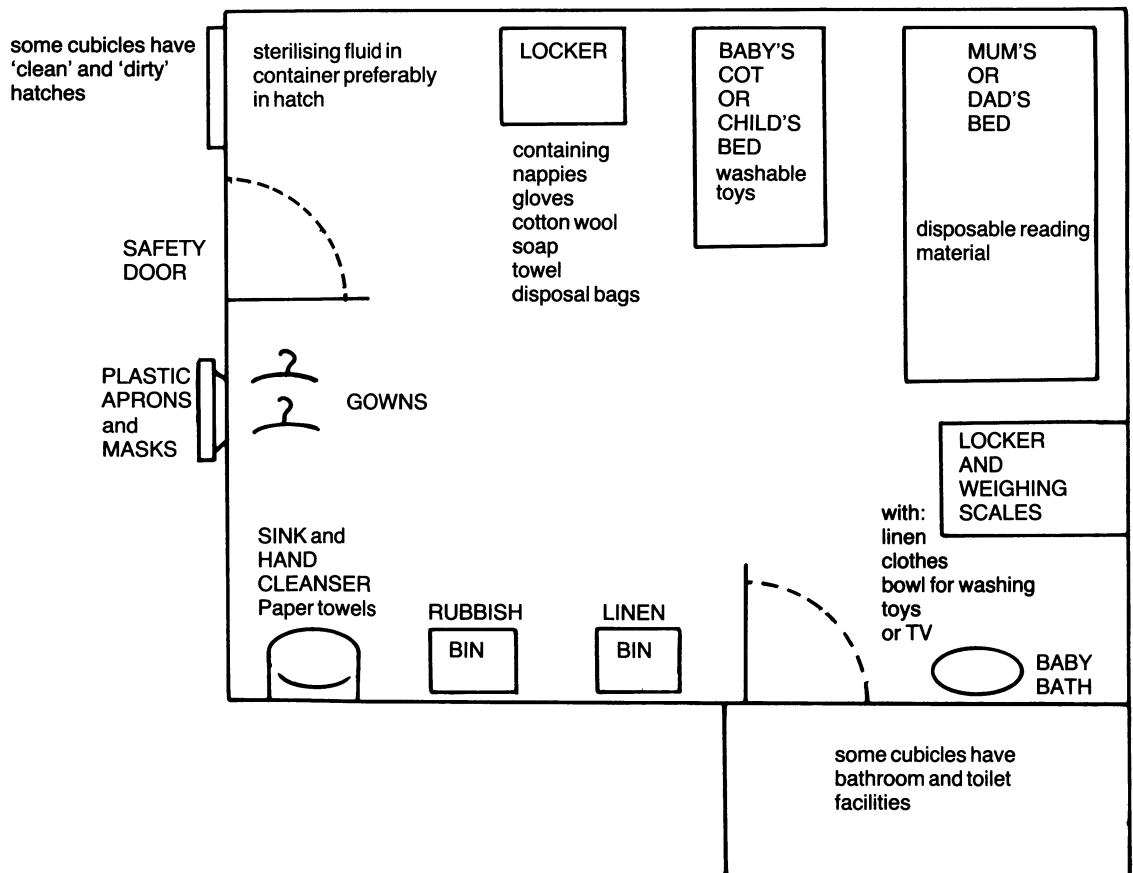 some cubicles have
‘clean’ and ‘dirty’
hatches
sterilising fluid in
container preferably
in hatch
LOCKER
containing
nappies
gloves
cotton wool
soap
towel
disposal bags
BABY’S
COT
OR
CHILD’S
BED
washable
toys
MUM’S
OR
DAD’S
BED
disposable reading
material
SAFETY
DOOR
PLASTIC
APRONS
and
MASKS
GOWNS
LOCKER
AND
WEIGHING
SCALES
with:
linen
clothes
bowl for washing
toys
or TV
SINK and
HAND
CLEANSER
Paper towels
RUBBISH
BIN
LINEN
BIN
BABY
BATH
some cubicles have
bathroom and toilet
facilities